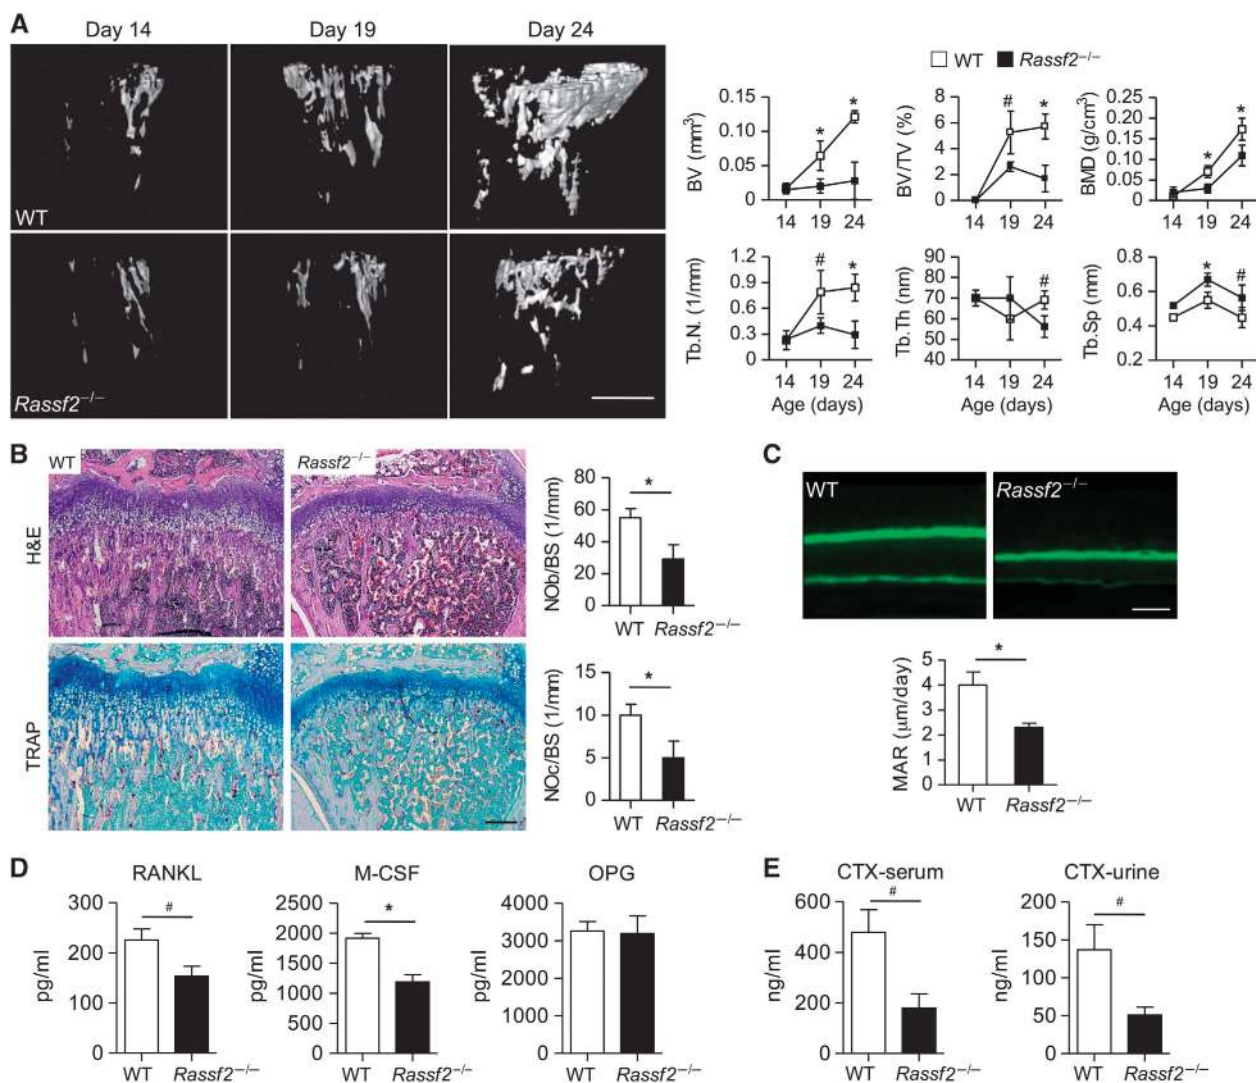 A
Day 14
Day 19
Day 24
WT
Rassf2−/−
WT
Rassf2−/−
BV (mm³)
0.15
0.10
0.05
0
14 19 24
* *
BV/TV (%)
8
6
4
2
0
14 19 24
# *
BMD (g/cm³)
0.25
0.20
0.15
0.10
0.05
0
14 19 24
* *
Tb.N. (1/mm)
1.2
0.9
0.6
0.3
0
14 19 24
Age (days)
# *
Tb.Th (nm)
100
90
80
70
60
50
40
14 19 24
Age (days)
#
Tb.Sp (mm)
0.8
0.6
0.4
0.2
14 19 24
Age (days)
* #
B
WT
Rassf2−/−
H&E
TRAP
NOb/BS (1/mm)
80
60
40
20
0
*
WT Rassf2−/−
NOc/BS (1/mm)
15
10
5
0
*
WT Rassf2−/−
C
WT
Rassf2−/−
MAR (µm/day)
5
4
3
2
1
0
*
WT Rassf2−/−
D
RANKL
pg/ml
300
200
100
0
#
WT Rassf2−/−
M-CSF
pg/ml
2500
2000
1500
1000
500
0
*
WT Rassf2−/−
OPG
pg/ml
4000
3000
2000
1000
0
WT Rassf2−/−
E
CTX-serum
ng/ml
600
400
200
0
#
WT Rassf2−/−
CTX-urine
ng/ml
200
150
100
50
0
#
WT Rassf2−/−